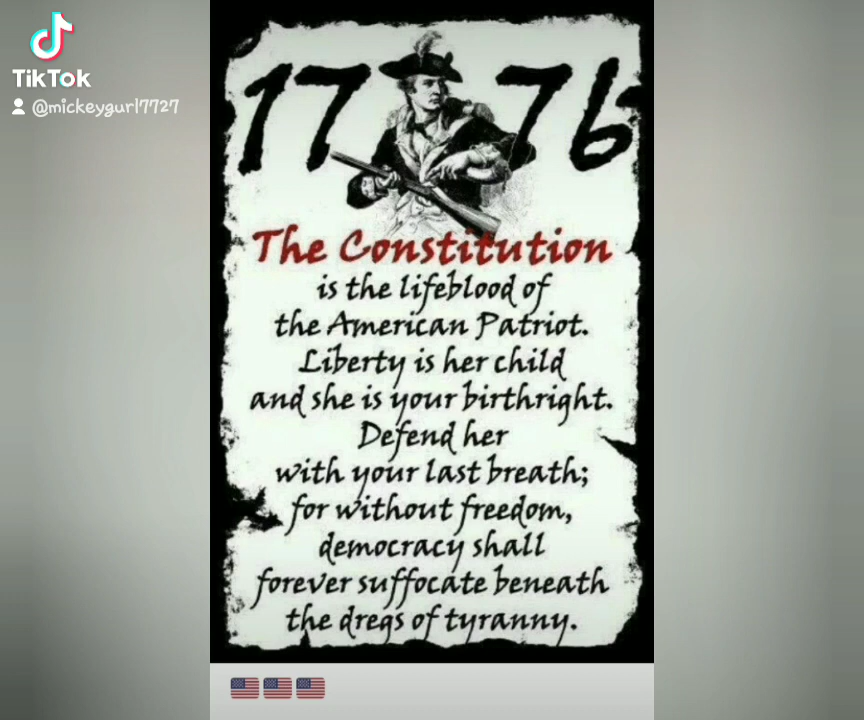 TikTok
@mickeygurl7727
1776
The Constitution
is the lifeblood of
the American Patriot.
Liberty is her child
and she is your birthright.
Defend her
with your last breath;
for without freedom,
democracy shall
forever suffocate beneath
the dregs of tyranny.